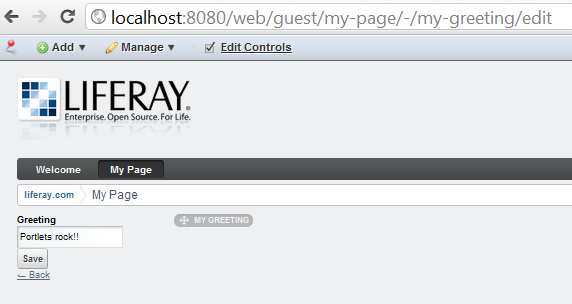 localhost:8080/web/guest/my-page/-/my-greeting/edit
Add Manage Edit Controls
LIFERAY.
Enterprise. Open Source. For Life.
Welcome My Page
liferay.com My Page
Greeting MY GREETING
Portlets rock!!
Save
← Back